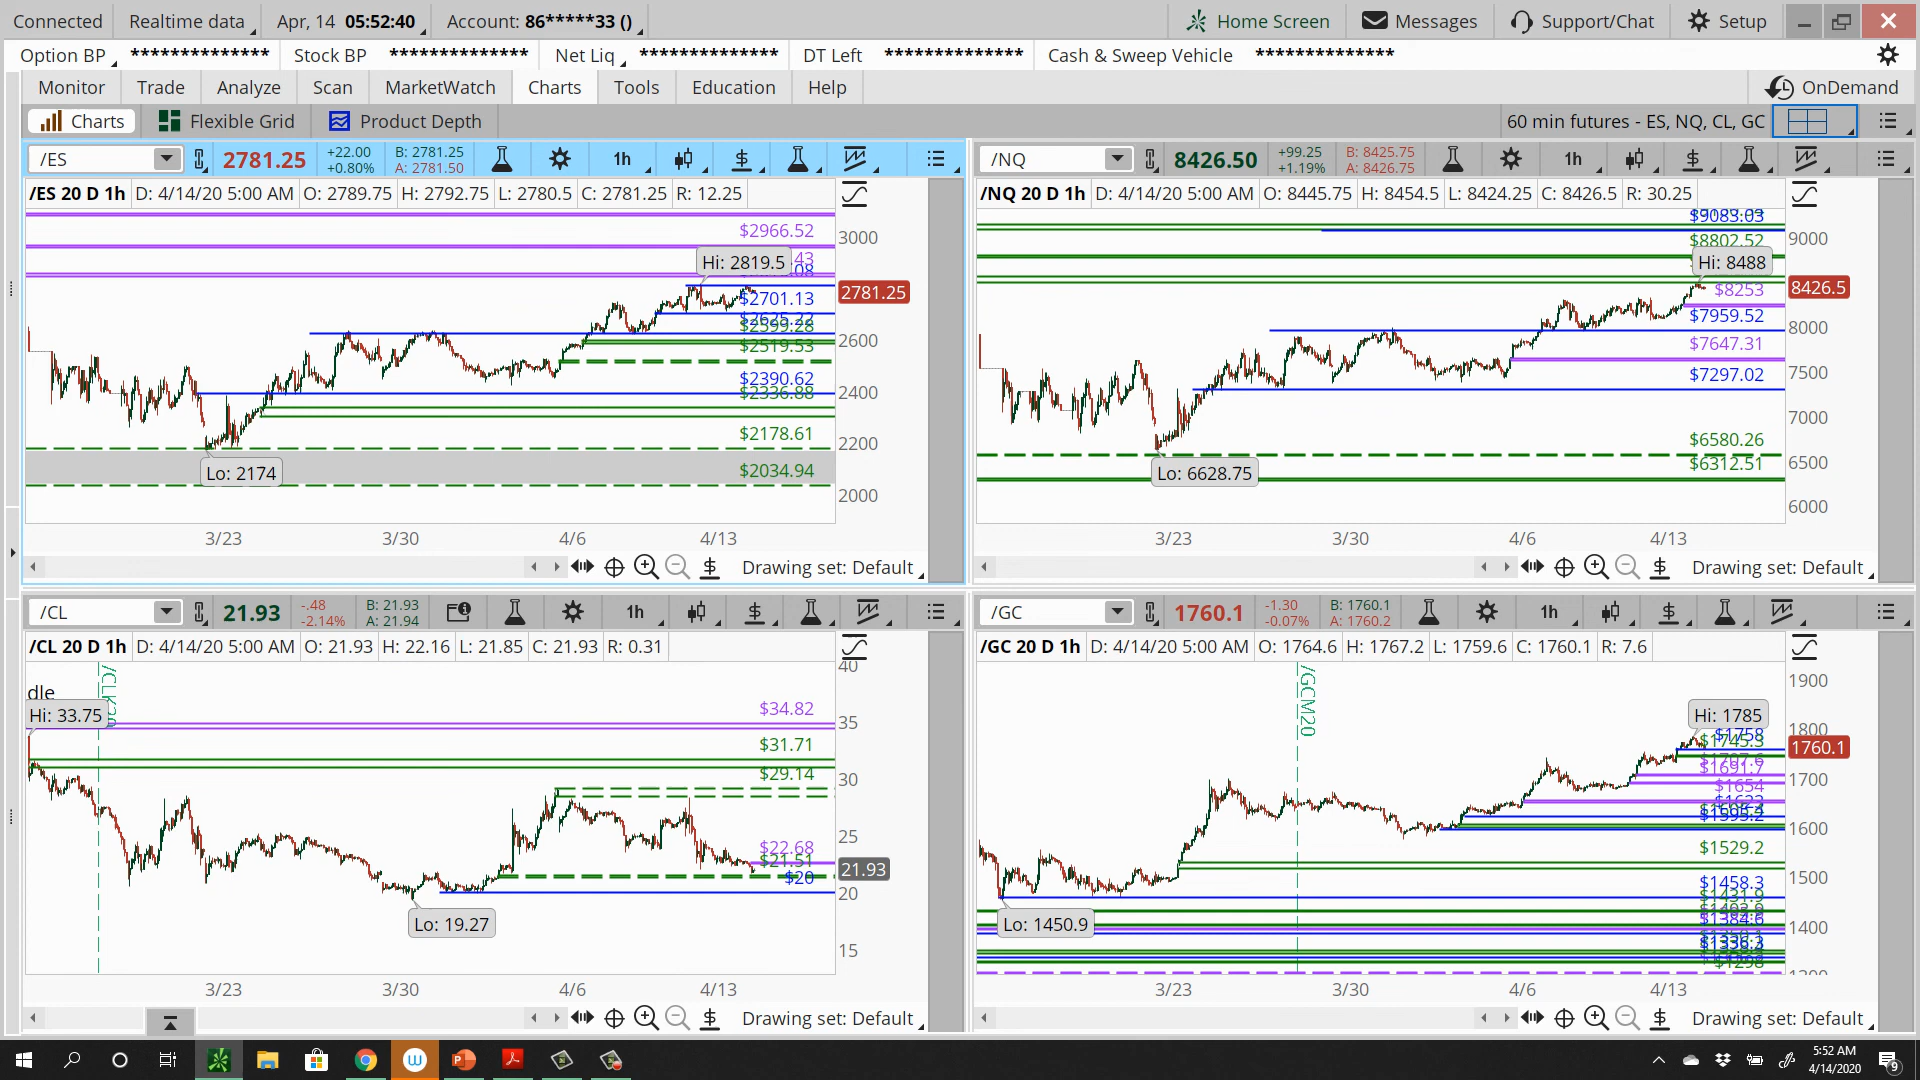 Connected Realtime data Apr, 14 05:52:40 Account: 86*****33 () Home Screen Messages Support/Chat Setup
Option BP ************** Stock BP ************** Net Liq ************** DT Left ************** Cash & Sweep Vehicle **************
Monitor Trade Analyze Scan MarketWatch Charts Tools Education Help OnDemand
Charts Flexible Grid Product Depth 60 min futures - ES, NQ, CL, GC
/ES 2781.25 +22.00 +0.80% B: 2781.25 A: 2781.50 1h
/ES 20 D 1h D: 4/14/20 5:00 AM O: 2789.75 H: 2792.75 L: 2780.5 C: 2781.25 R: 12.25
$2966.52
3000
Hi: 2819.5
2781.25
$2701.13
$2599.28
2600
$2519.53
$2390.62
2400
$2336.88
$2178.61
2200
Lo: 2174
$2034.94
2000
3/23 3/30 4/6 4/13
Drawing set: Default
/NQ 8426.50 +99.25 +1.19% B: 8425.75 A: 8426.75 1h
/NQ 20 D 1h D: 4/14/20 5:00 AM O: 8445.75 H: 8454.5 L: 8424.25 C: 8426.5 R: 30.25
$9083.03
9000
$8802.52
Hi: 8488
8426.5
$8253
$7959.52
8000
$7647.31
7500
$7297.02
7000
$6580.26
6500
$6312.51
Lo: 6628.75
6000
3/23 3/30 4/6 4/13
Drawing set: Default
/CL 21.93 -.48 -2.14% B: 21.93 A: 21.94 1h
/CL 20 D 1h D: 4/14/20 5:00 AM O: 21.93 H: 22.16 L: 21.85 C: 21.93 R: 0.31
40
dle
Hi: 33.75
$34.82
35
$31.71
$29.14
30
25
$22.68
$21.51
21.93
$20
20
Lo: 19.27
15
3/23 3/30 4/6 4/13
Drawing set: Default
/GC 1760.1 -1.30 -0.07% B: 1760.1 A: 1760.2 1h
/GC 20 D 1h D: 4/14/20 5:00 AM O: 1764.6 H: 1767.2 L: 1759.6 C: 1760.1 R: 7.6
/GCM20
1900
Hi: 1785
1800
$1758
$1745.3
1760.1
$1691.7
1700
$1654
1600
$1529.2
1500
$1458.3
Lo: 1450.9
1400
$1336.3
$1298
1300
3/23 3/30 4/6 4/13
Drawing set: Default
5:52 AM
4/14/2020
9